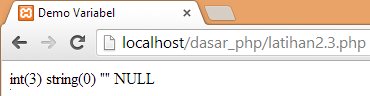 Demo Variabel
localhost/dasar_php/latihan2.3.php
int(3) string(0) "" NULL